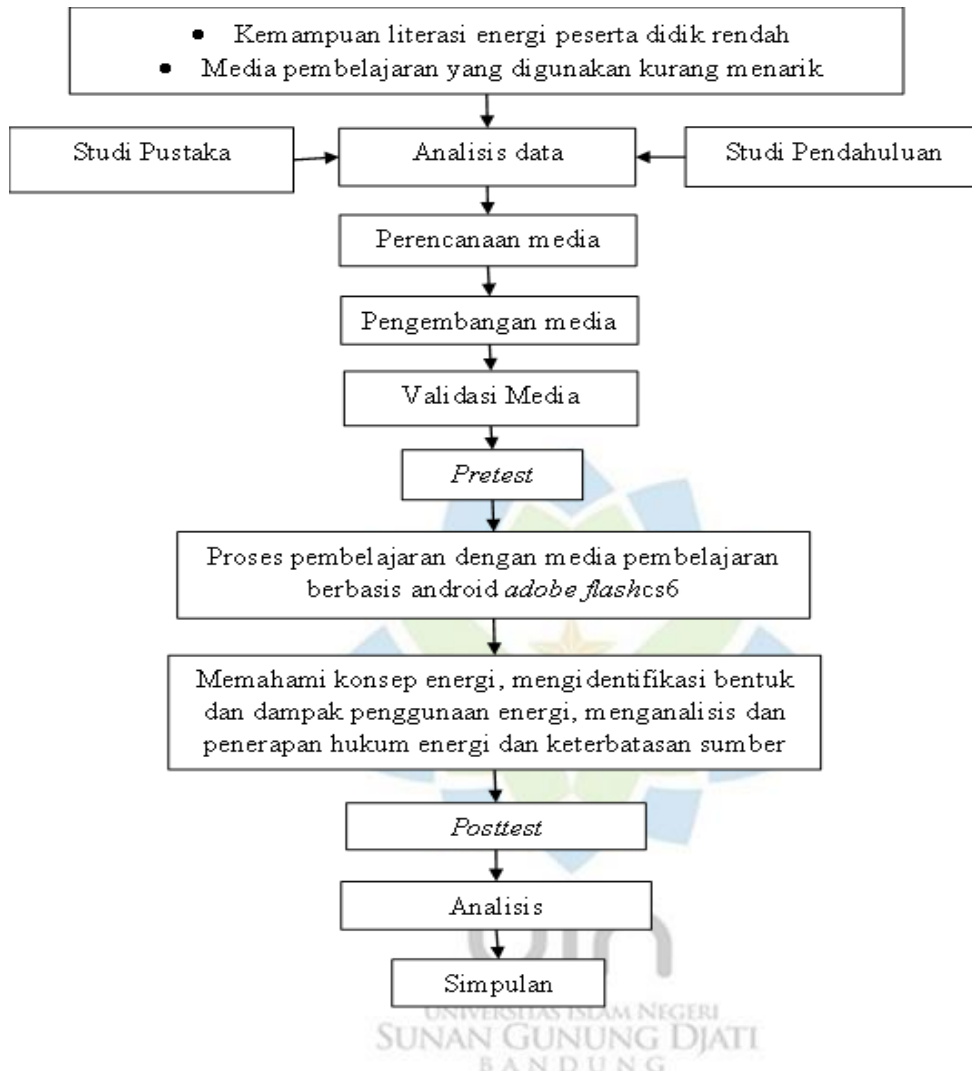 • Kemampuan literasi energi peserta didik rendah
• Media pembelajaran yang digunakan kurang menarik
Studi Pustaka
Analisis data
Studi Pendahuluan
Perencanaan media
Pengembangan media
Validasi Media
Pretest
Proses pembelajaran dengan media pembelajaran
berbasis android adobe flashcs6
Memahami konsep energi, mengidentifikasi bentuk
dan dampak penggunaan energi, menganalisis dan
penerapan hukum energi dan keterbatasan sumber
Posttest
Analisis
uin
Simpulan
UNIVERSITAS ISLAM NEGERI
SUNAN GUNUNG DJATI
BANDUNG